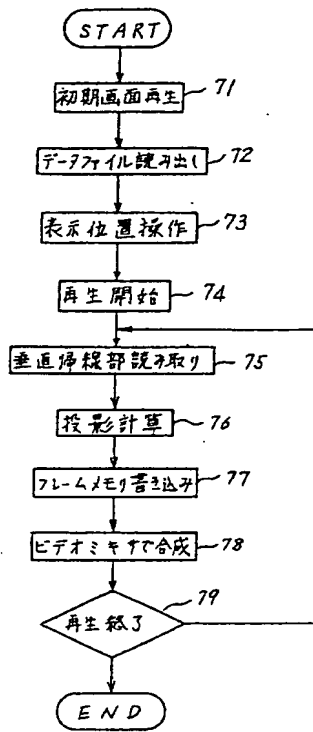 START
初期画面再生 71
データファイル読み出し 72
表示位置操作 73
再生開始 74
垂直帰線部読み取り 75
投影計算 76
フレームメモリ書き込み 77
ビデオミキサで合成 78
再生終了 79
END